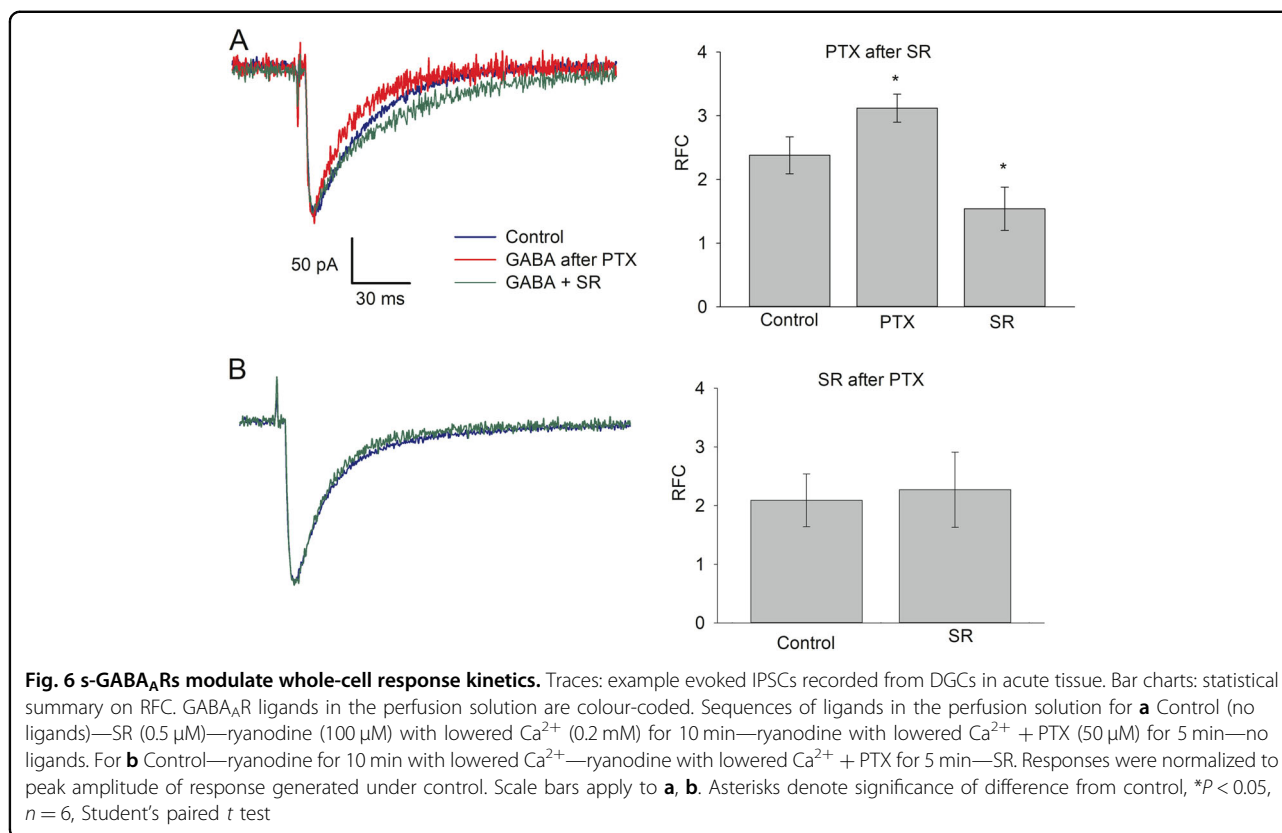 A
50 pA
30 ms
Control
GABA after PTX
GABA + SR
PTX after SR
4
3
2
1
0
RFC
*
*
Control PTX SR
B
SR after PTX
4
3
2
1
0
RFC
Control SR
Fig. 6 s-GABA_ARs modulate whole-cell response kinetics. Traces: example evoked IPSCs recorded from DGCs in acute tissue. Bar charts: statistical
summary on RFC. GABA_AR ligands in the perfusion solution are colour-coded. Sequences of ligands in the perfusion solution for a Control (no
ligands)—SR (0.5 μM)—ryanodine (100 μM) with lowered Ca²⁺ (0.2 mM) for 10 min—ryanodine with lowered Ca²⁺ + PTX (50 μM) for 5 min—no
ligands. For b Control—ryanodine for 10 min with lowered Ca²⁺—ryanodine with lowered Ca²⁺ + PTX for 5 min—SR. Responses were normalized to
peak amplitude of response generated under control. Scale bars apply to a, b. Asterisks denote significance of difference from control, *P < 0.05,
n = 6, Student's paired t test